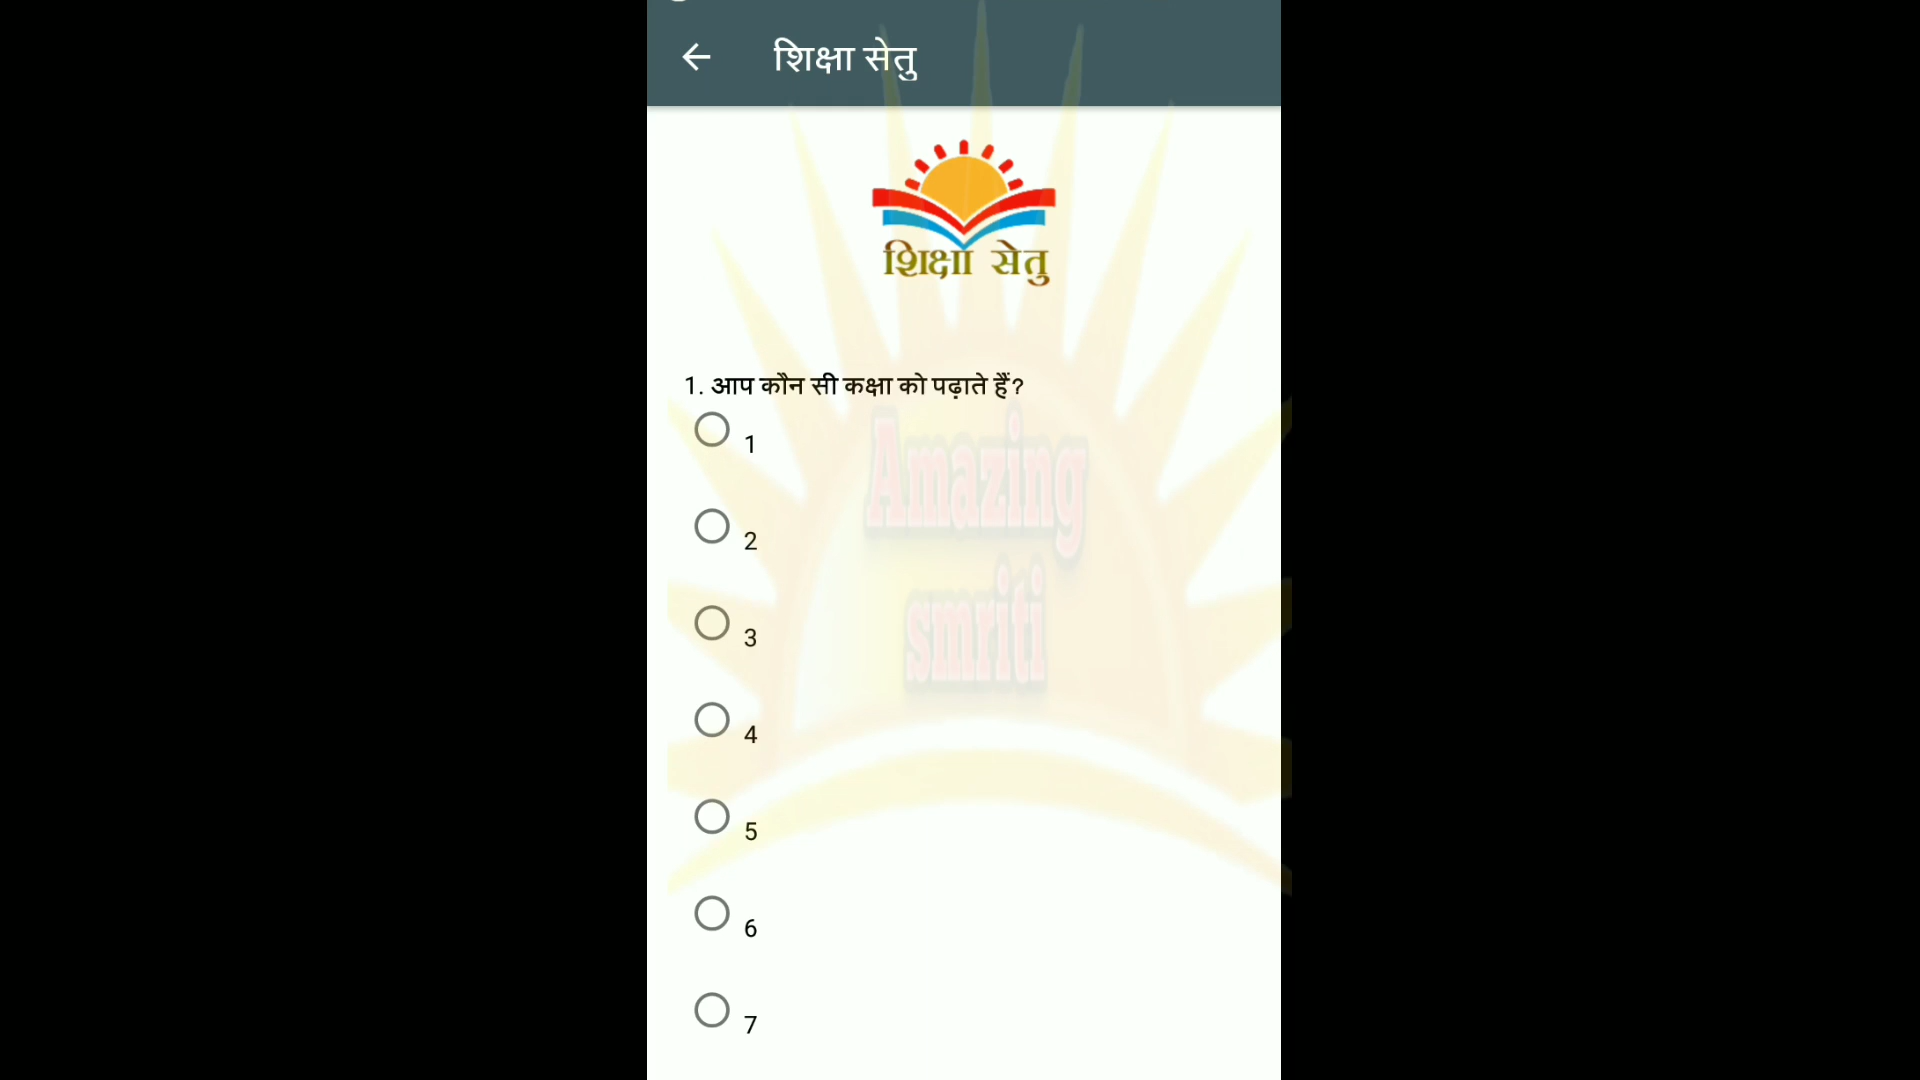 शिक्षा सेतु
शिक्षा सेतु
1. आप कौन सी कक्षा को पढ़ाते हैं?
1
Amazing
2
smriti
3
4
5
6
7